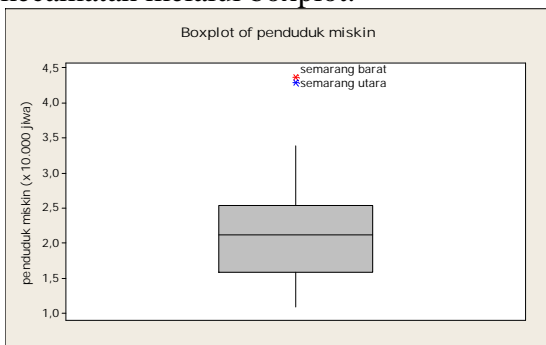 kecamatan melalui boxplot.
Boxplot of penduduk miskin
semarang barat
semarang utara
penduduk miskin (x 10.000 jiwa)
4,5
4,0
3,5
3,0
2,5
2,0
1,5
1,0